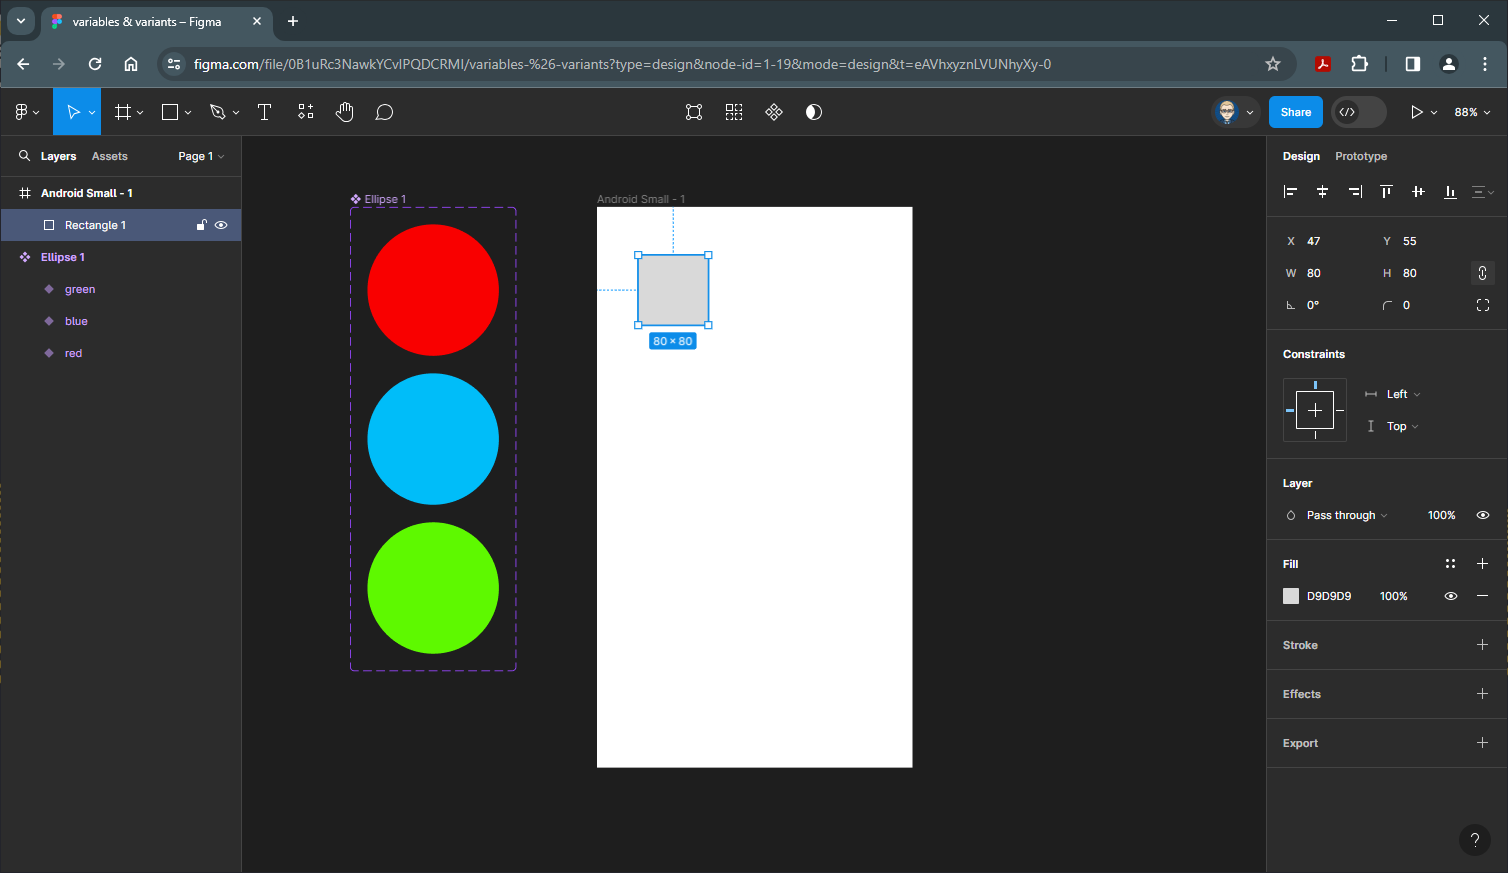 variables & variants – Figma
figma.com/file/0B1uRc3NawkYCvlPQDCRMI/variables-%26-variants?type=design&node-id=1-19&mode=design&t=eAVhxyznLVUNhyXy-0
Share
88%
Layers
Assets
Page 1
Android Small - 1
Rectangle 1
Ellipse 1
green
blue
red
Ellipse 1
Android Small - 1
80 × 80
Design
Prototype
X 47
Y 55
W 80
H 80
0°
0
Constraints
Left
Top
Layer
Pass through
100%
Fill
D9D9D9
100%
Stroke
Effects
Export
?